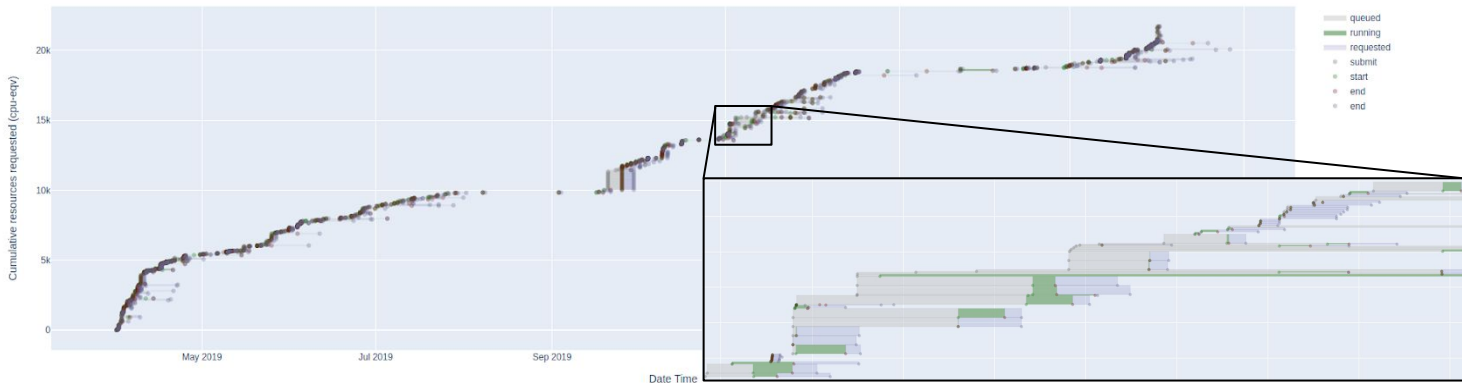 Cumulative resources requested (cpu-eqv)
20k
15k
10k
5k
0
May 2019
Jul 2019
Sep 2019
Date Time
queued
running
requested
submit
start
end
end